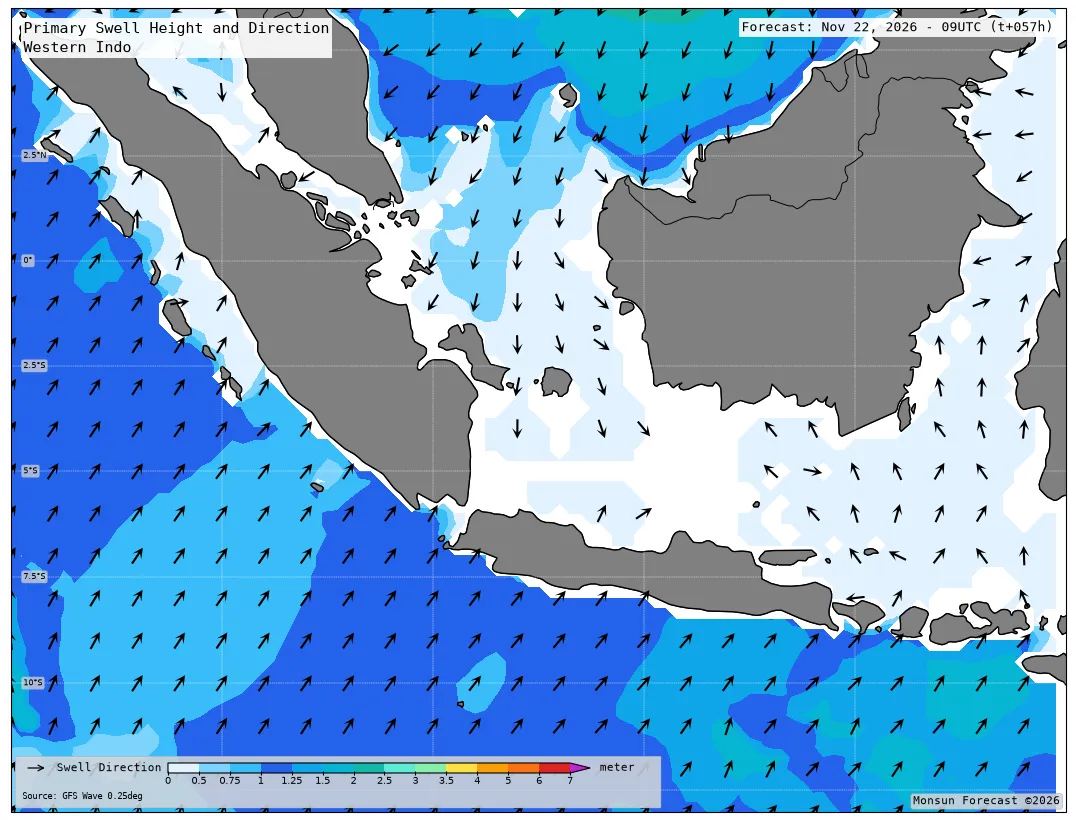 Primary Swell Height and Direction
Western Indo
Forecast: Nov 22, 2026 - 09UTC (t+057h)
2.5°N
0°
2.5°S
5°S
7.5°S
10°S
Swell Direction
0 0.5 0.75 1 1.25 1.5 2 2.5 3 3.5 4 5 6 7
meter
Source: GFS Wave 0.25deg
Monsun Forecast ©2026